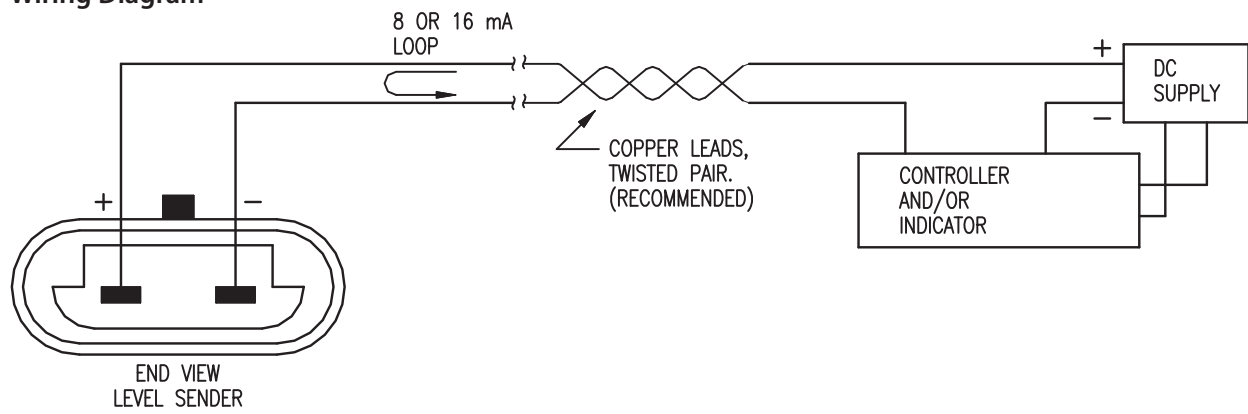 Wiring Diagram
8 OR 16 mA
LOOP
+
DC
SUPPLY
−
COPPER LEADS,
TWISTED PAIR.
(RECOMMENDED)
CONTROLLER
AND/OR
INDICATOR
+ −
END VIEW
LEVEL SENDER